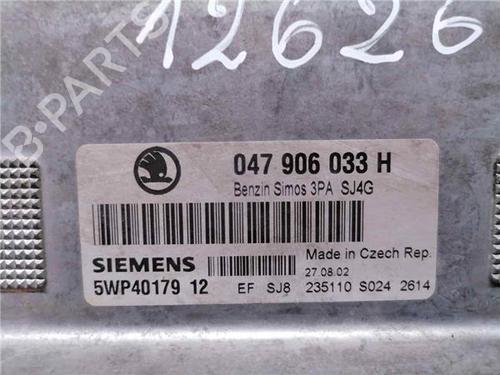 12626
B-PARTS
047 906 033 H
Benzin Simos 3PA SJ4G
SIEMENS
Made in Czech Rep.
27.08.02
5WP40179 12 EF SJ8 235110 S024 2614